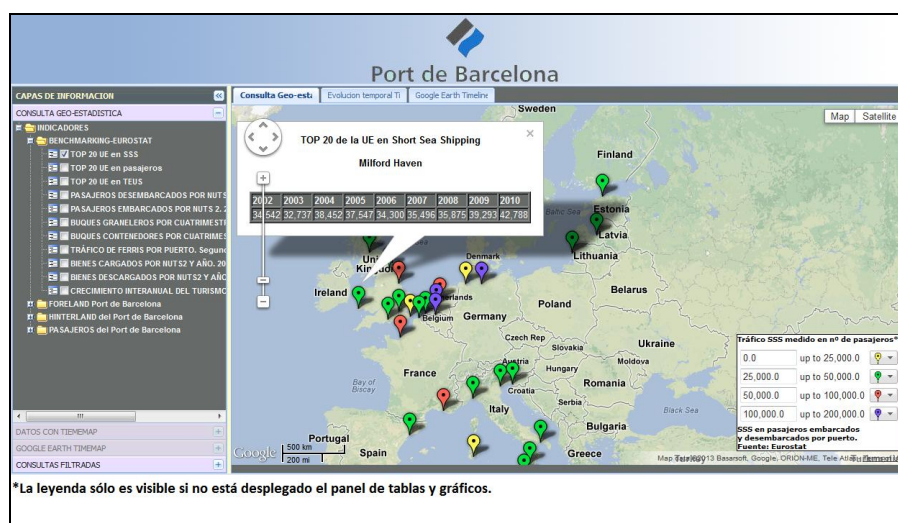 Port de Barcelona
CAPAS DE INFORMACION
CONSULTA GEO-ESTADISTICA
INDICADORES
BENCHMARKING-EUROSTAT
TOP 20 UE en SSS
TOP 20 UE en pasajeros
TOP 20 UE en TEUS
PASAJEROS DESEMBARCADOS POR NUTS
PASAJEROS EMBARCADOS POR NUTS 2. 2
BUQUES GRANELEROS POR CUATRIMESTI
BUQUES CONTENEDORES POR CUATRIMES
TRÁFICO DE FERRIS POR PUERTO. Segund
BIENES CARGADOS POR NUTS2 Y AÑO. 20
BIENES DESCARGADOS POR NUTS2 Y AÑO
CRECIMIENTO INTERANUAL DEL TURISMO
FORELAND Port de Barcelona
HINTERLAND del Port de Barcelona
PASAJEROS del Port de Barcelona
DATOS CON TIEMEMAP
GOOGLE EARTH TIMEMAP
CONSULTAS FILTRADAS
Consulta Geo-esta Evolucion temporal Ti Google Earth Timeline
Map Satellite
TOP 20 de la UE en Short Sea Shipping
Milford Haven
2002 2003 2004 2005 2006 2007 2008 2009 2010
34,542 32,737 38,452 37,547 34,300 35,496 35,875 39,293 42,788
Sweden
Finland
Baltic Sea
Estonia
Latvia
Lithuania
Denmark
Ireland
Belarus
Poland
Belgium
Germany
Czech Rep
Slovakia
Ukraine
France
Austria
Hungary
Moldova
Bay of
Biscay
Croatia
Romania
Serbia
Italy
Bulgaria
Black Sea
Portugal
Spain
Greece
Google
500 km
200 mi
Tráfico SSS medido en nº de pasajeros*
0.0 up to 25,000.0
25,000.0 up to 50,000.0
50,000.0 up to 100,000.0
100,000.0 up to 200,000.0
SSS en pasajeros embarcados
y desembarcados por puerto.
Fuente: Eurostat
2013 Basarsoft, Google, ORION-ME, Tele
*La leyenda sólo es visible si no está desplegado el panel de tablas y gráficos.